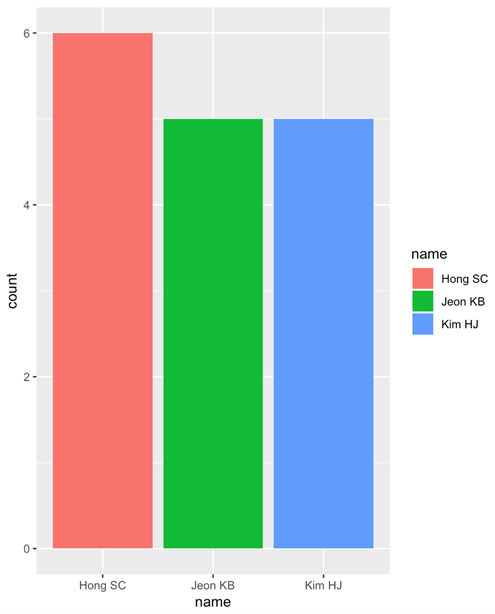 6
4
2
0
count
Hong SC
Jeon KB
Kim HJ
name
name
Hong SC
Jeon KB
Kim HJ